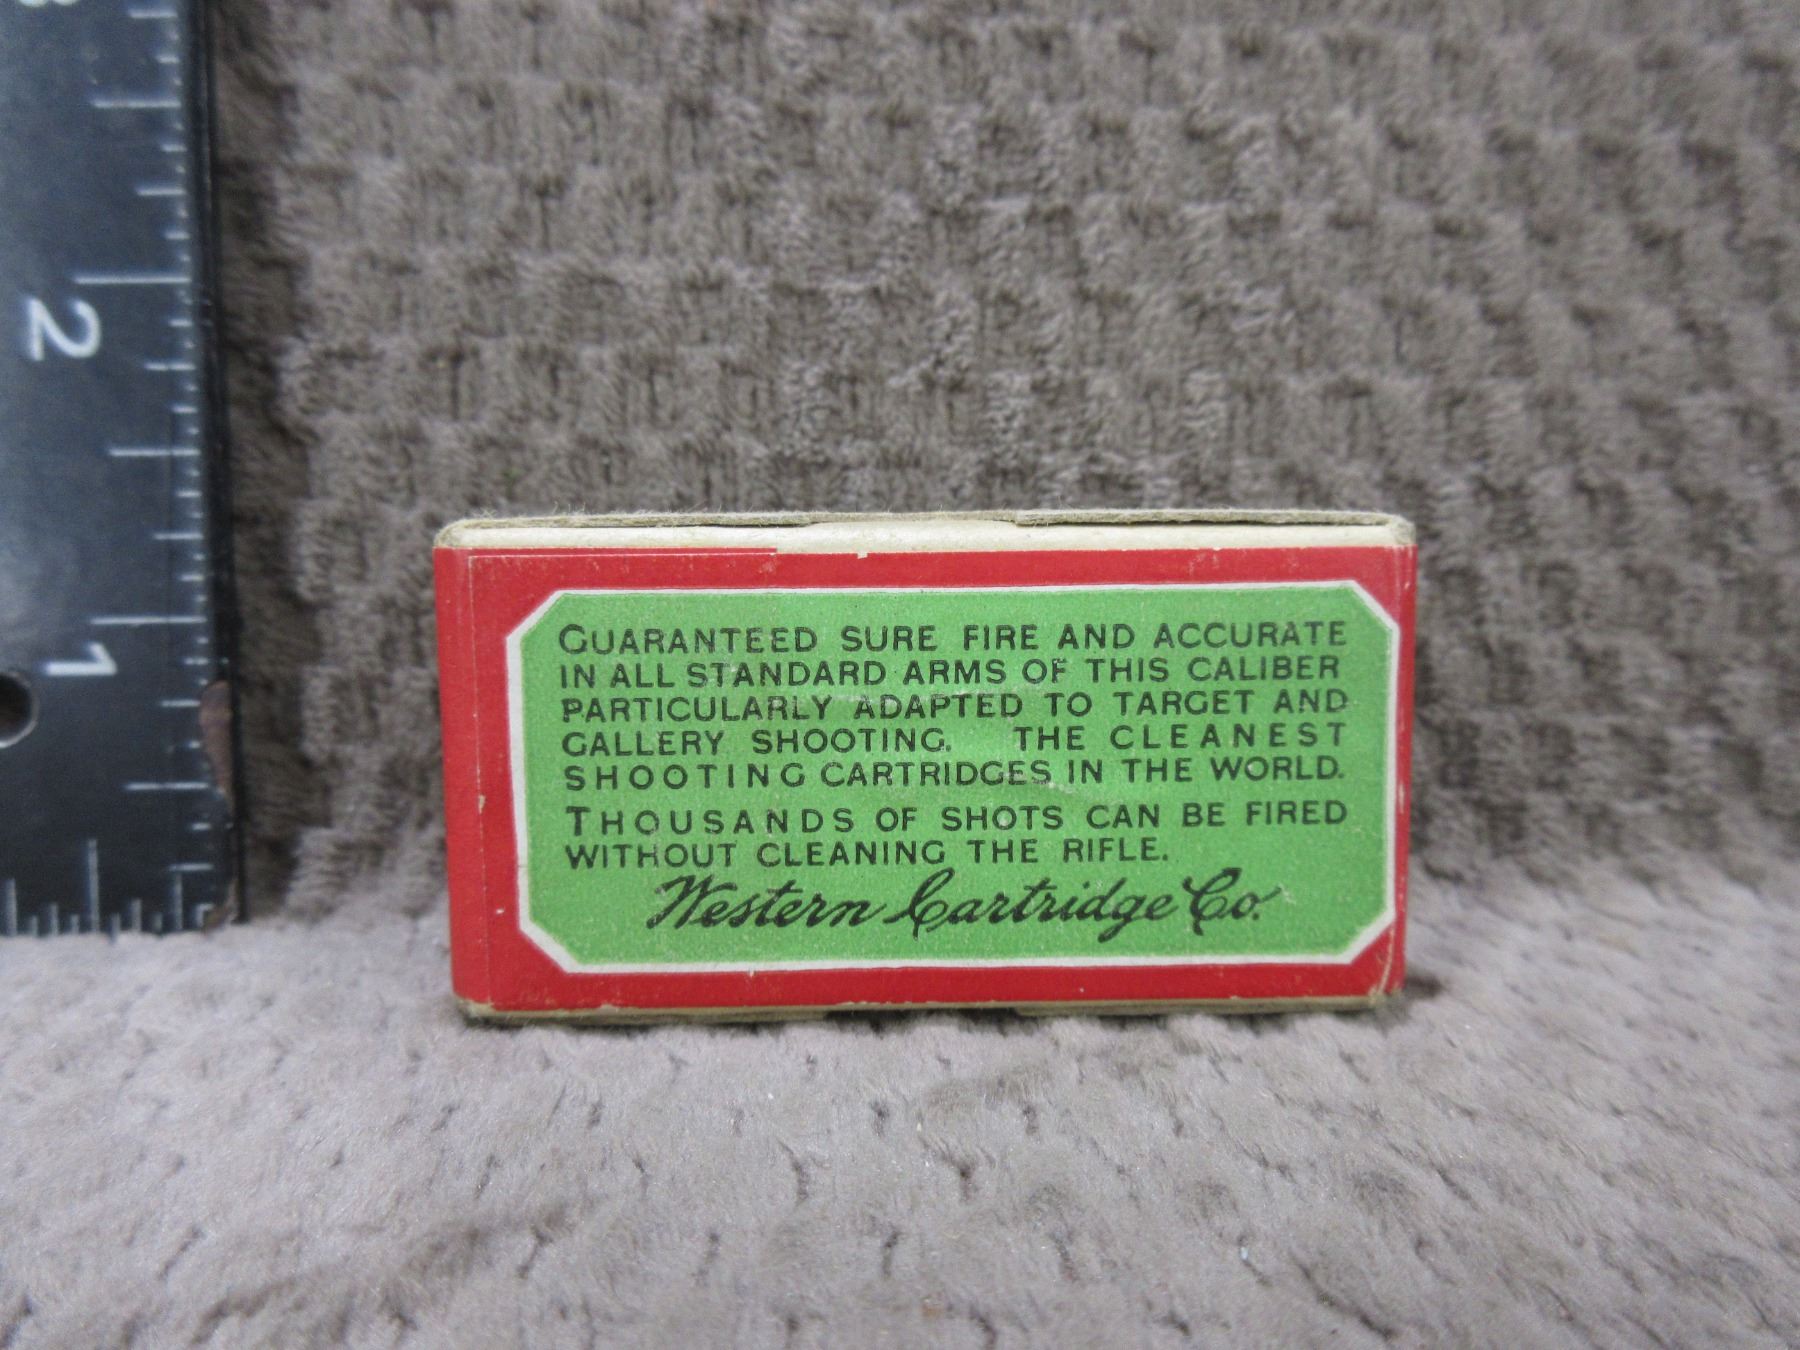 GUARANTEED SURE FIRE AND ACCURATE
IN ALL STANDARD ARMS OF THIS CALIBER
PARTICULARLY ADAPTED TO TARGET AND
GALLERY SHOOTING. THE CLEANEST
SHOOTING CARTRIDGES IN THE WORLD.
THOUSANDS OF SHOTS CAN BE FIRED
WITHOUT CLEANING THE RIFLE.
Western Cartridge Co.
3
2
1